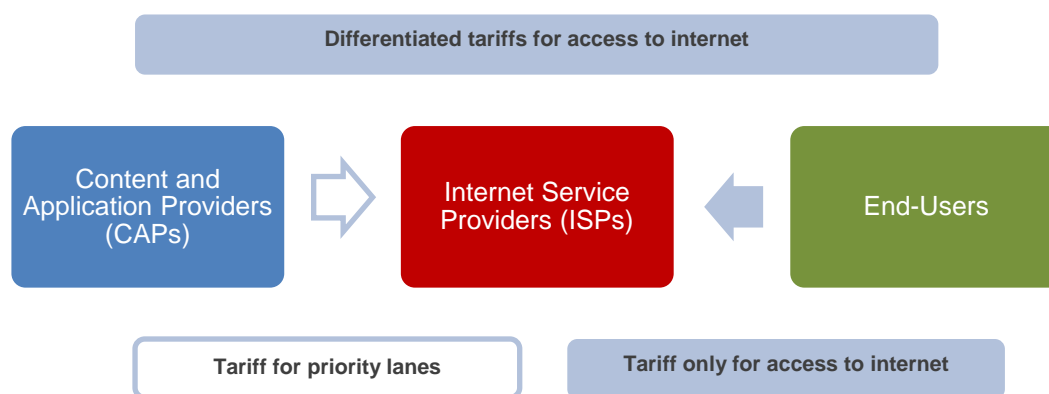 Differentiated tariffs for access to internet
Content and
Application Providers
(CAPs)
Internet Service
Providers (ISPs)
End-Users
Tariff for priority lanes
Tariff only for access to internet